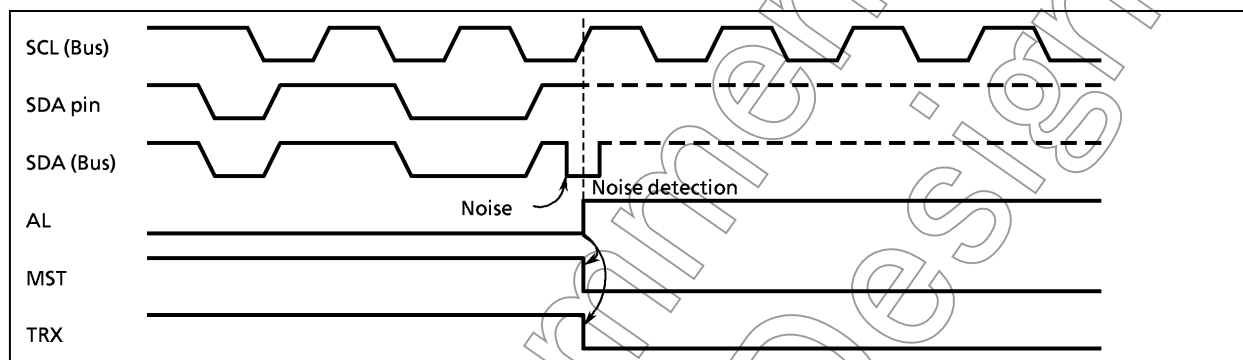 SCL (Bus)
SDA pin
SDA (Bus)
Noise detection
Noise
AL
MST
TRX